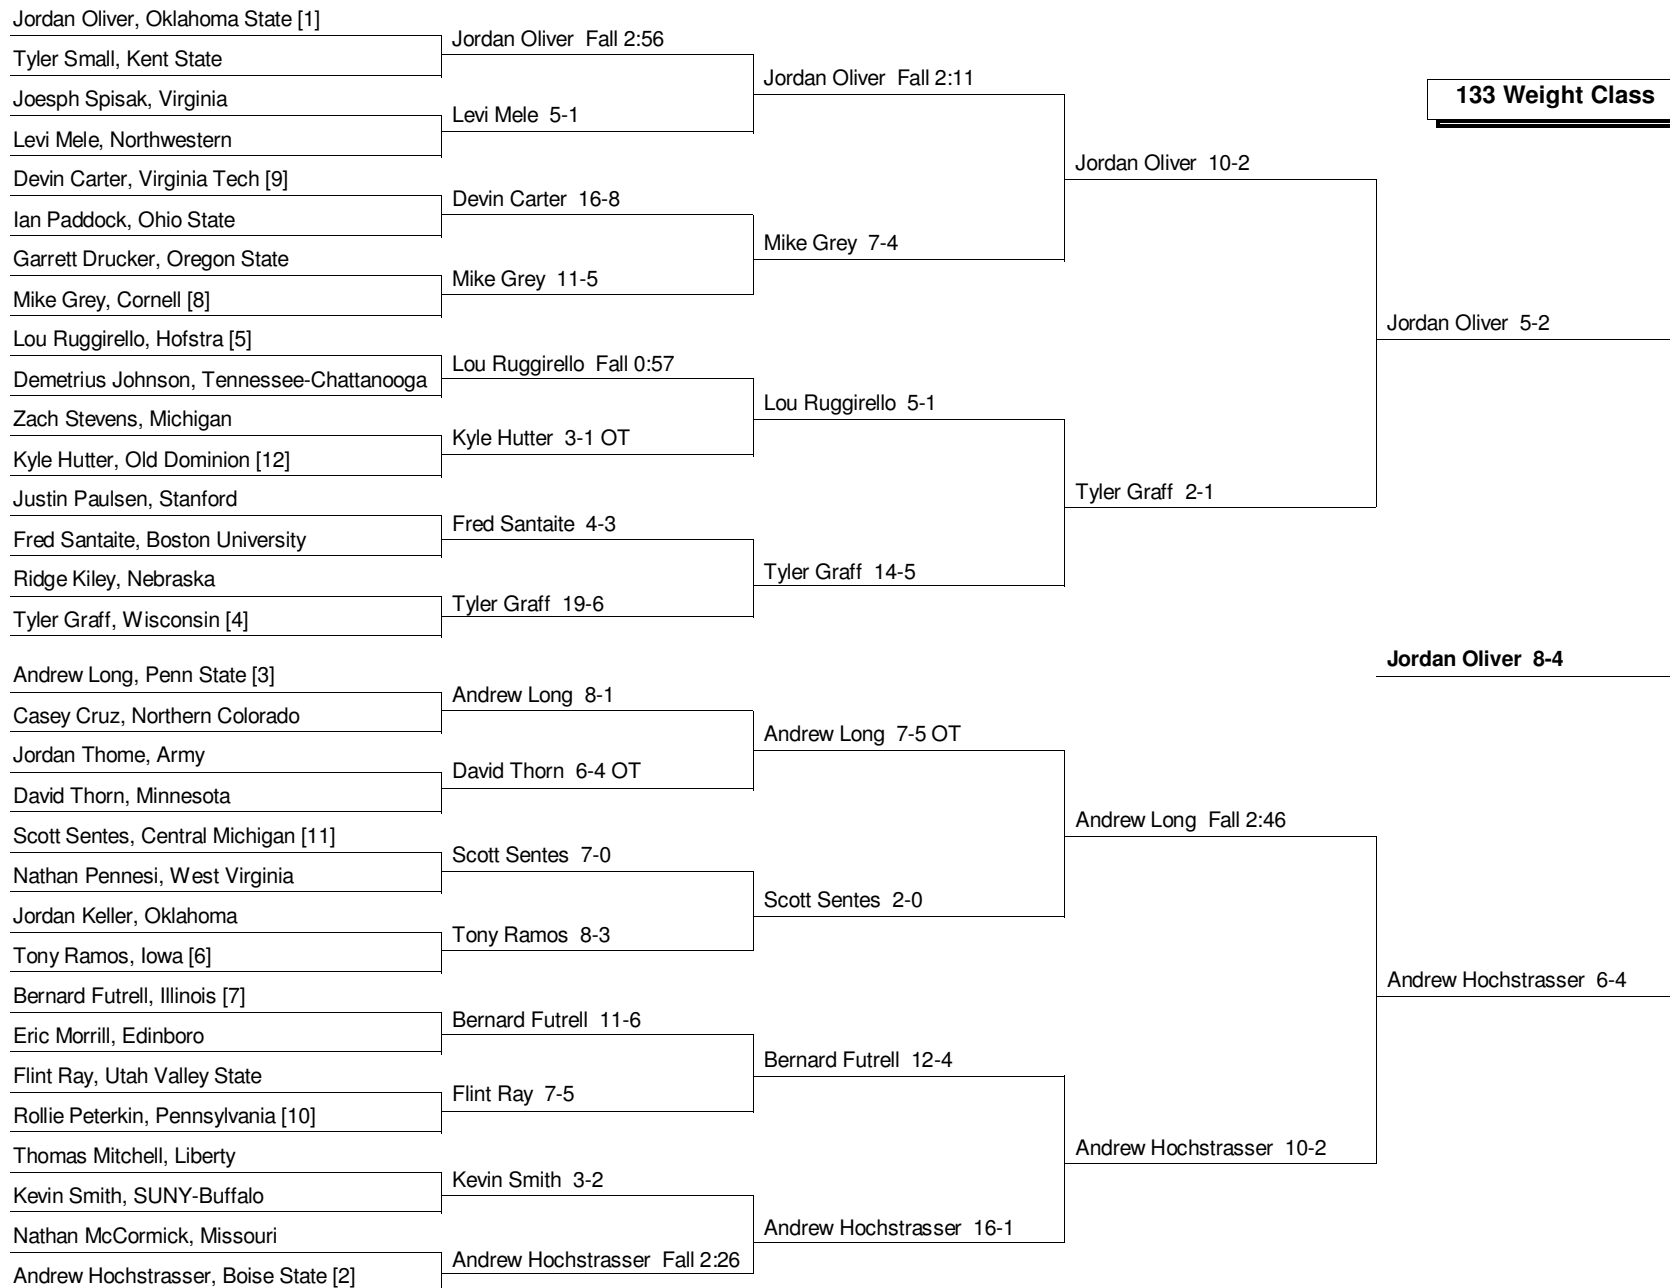 Jordan Oliver, Oklahoma State [1]
Tyler Small, Kent State
Joesph Spisak, Virginia
Levi Mele, Northwestern
Devin Carter, Virginia Tech [9]
Ian Paddock, Ohio State
Garrett Drucker, Oregon State
Mike Grey, Cornell [8]
Lou Ruggirello, Hofstra [5]
Demetrius Johnson, Tennessee-Chattanooga
Zach Stevens, Michigan
Kyle Hutter, Old Dominion [12]
Justin Paulsen, Stanford
Fred Santaite, Boston University
Ridge Kiley, Nebraska
Tyler Graff, Wisconsin [4]
Andrew Long, Penn State [3]
Casey Cruz, Northern Colorado
Jordan Thome, Army
David Thorn, Minnesota
Scott Sentes, Central Michigan [11]
Nathan Pennesi, West Virginia
Jordan Keller, Oklahoma
Tony Ramos, Iowa [6]
Bernard Futrell, Illinois [7]
Eric Morrill, Edinboro
Flint Ray, Utah Valley State
Rollie Peterkin, Pennsylvania [10]
Thomas Mitchell, Liberty
Kevin Smith, SUNY-Buffalo
Nathan McCormick, Missouri
Andrew Hochstrasser, Boise State [2]
Jordan Oliver Fall 2:56
Levi Mele 5-1
Devin Carter 16-8
Mike Grey 11-5
Lou Ruggirello Fall 0:57
Kyle Hutter 3-1 OT
Fred Santaite 4-3
Tyler Graff 19-6
Andrew Long 8-1
David Thorn 6-4 OT
Scott Sentes 7-0
Tony Ramos 8-3
Bernard Futrell 11-6
Flint Ray 7-5
Kevin Smith 3-2
Andrew Hochstrasser Fall 2:26
Jordan Oliver Fall 2:11
Mike Grey 7-4
Lou Ruggirello 5-1
Tyler Graff 14-5
Andrew Long 7-5 OT
Scott Sentes 2-0
Bernard Futrell 12-4
Andrew Hochstrasser 16-1
Jordan Oliver 10-2
Tyler Graff 2-1
Andrew Long Fall 2:46
Andrew Hochstrasser 10-2
133 Weight Class
Jordan Oliver 5-2
Jordan Oliver 8-4
Andrew Hochstrasser 6-4